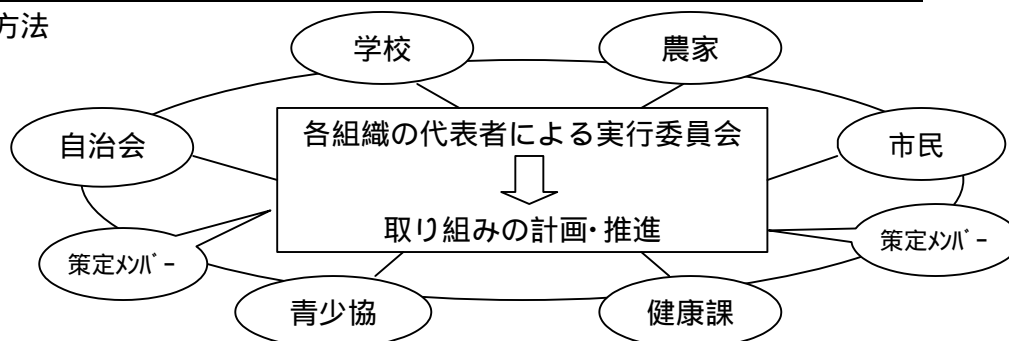 方法
学校
農家
自治会
各組織の代表者による実行委員会
市民
取り組みの計画・推進
策定ﾒﾝﾊﾞｰ
策定ﾒﾝﾊﾞｰ
青少協
健康課